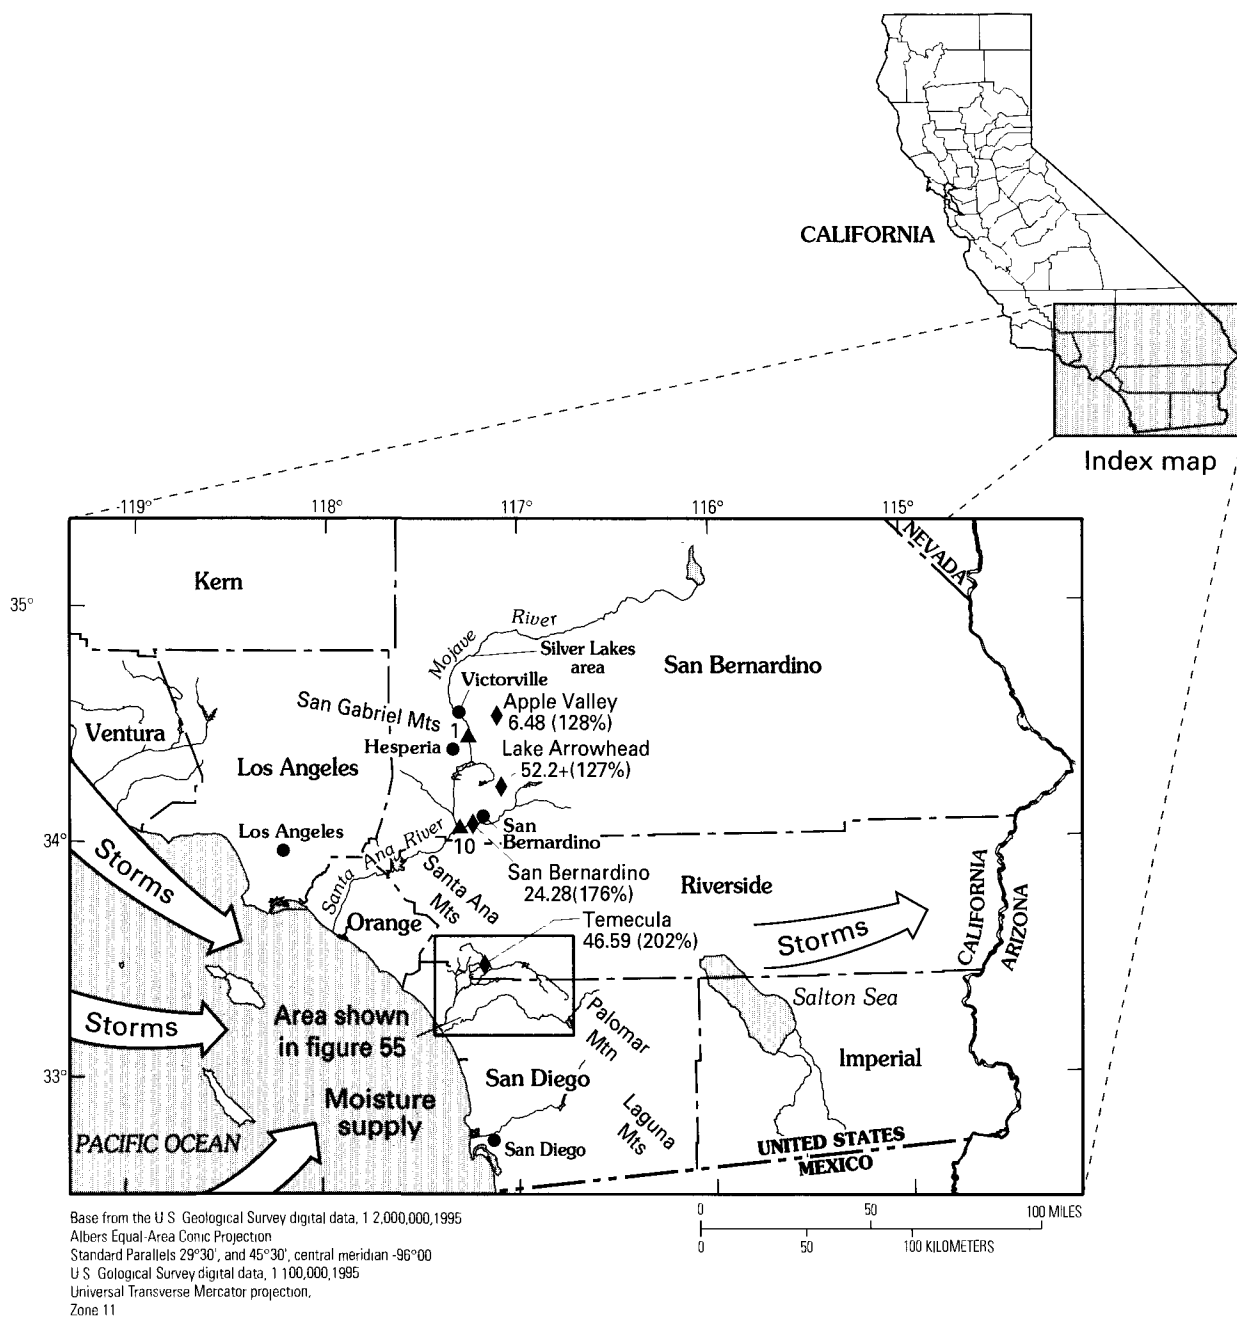 CALIFORNIA
Index map
-119°
118°
117°
116°
115°
NEVADA
35°
Kern
Mojave River
Silver Lakes
area
San Bernardino
Victorville
San Gabriel Mts
Apple Valley
6.48 (128%)
Ventura
1
Hesperia
Lake Arrowhead
52.2+(127%)
Los Angeles
34°
Los Angeles
San
Bernardino
10
Santa Ana River
Storms
San Bernardino
24.28(176%)
Santa Ana
Mts
Riverside
CALIFORNIA
ARIZONA
Orange
Temecula
46.59 (202%)
Storms
Storms
Area shown
in figure 55
Palomar
Mtn
Salton Sea
Imperial
33°
San Diego
Moisture
supply
Laguna
Mts
PACIFIC OCEAN
San Diego
UNITED STATES
MEXICO
0 50 100 MILES
0 50 100 KILOMETERS
Base from the U S Geological Survey digital data, 1 2,000,000,1995
Albers Equal-Area Conic Projection
Standard Parallels 29°30', and 45°30', central meridian -96°00
U S Gological Survey digital data, 1 100,000,1995
Universal Transverse Mercator projection,
Zone 11